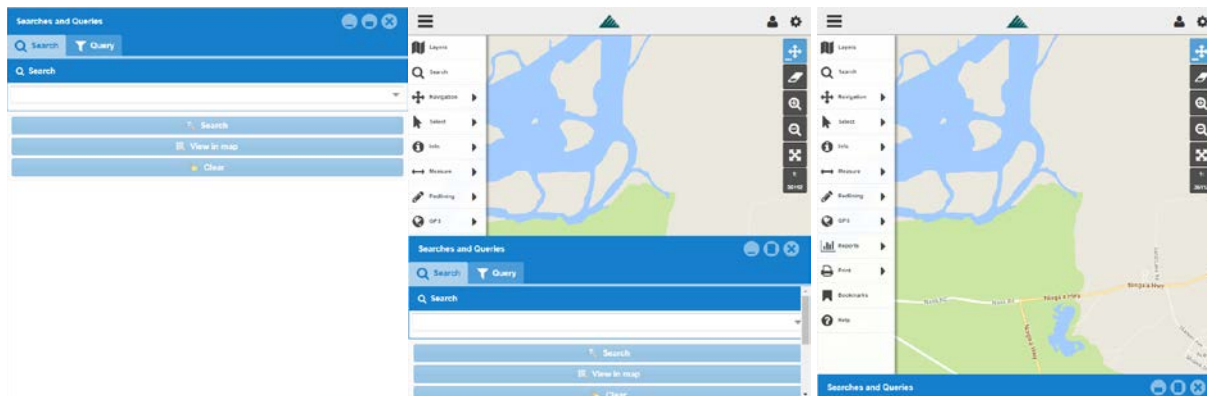 Searches and Queries
Search
Query
Search
Search
View in map
Clear
Layers
Search
Navigation
Select
Info
Measure
Redlining
GPS
Searches and Queries
Search
Query
Search
Search
View in map
Clear
Layers
Search
Navigation
Select
Info
Measure
Redlining
GPS
Reports
Print
Bookmarks
Help
Searches and Queries